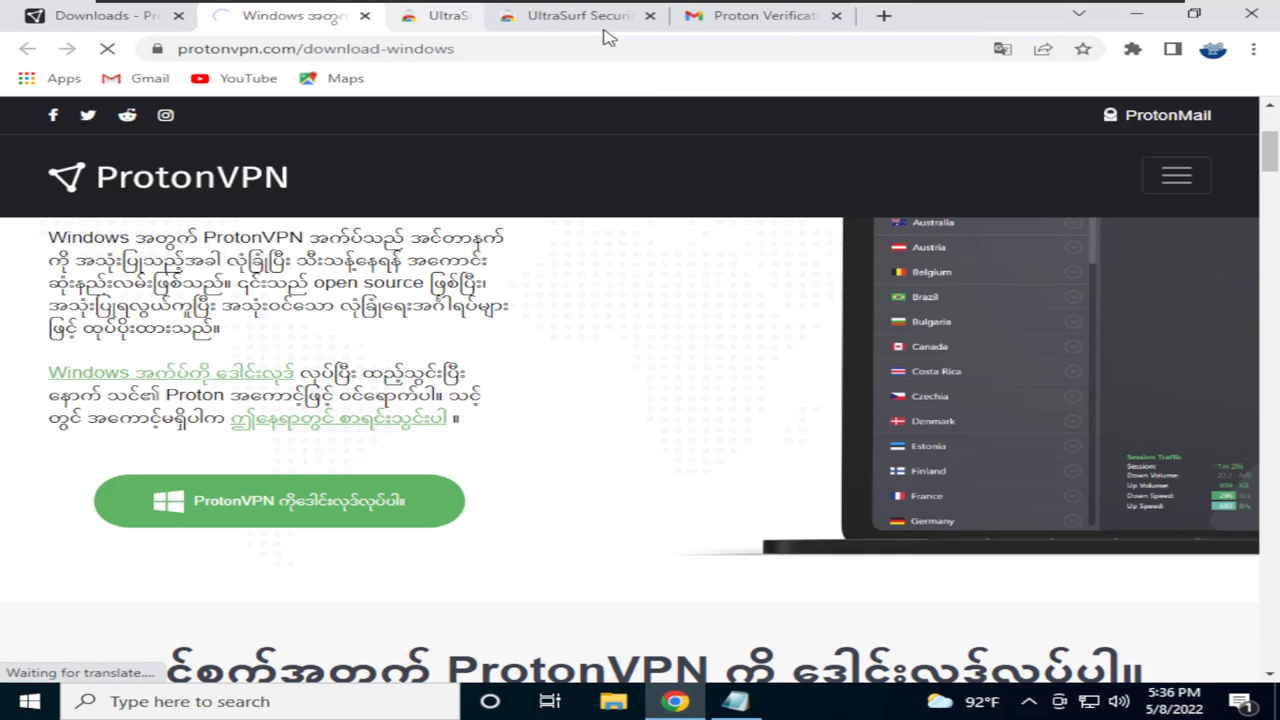 Downloads - Pro
Windows အတွက်
UltraSu
UltraSurf Securi
Proton Verificati
protonvpn.com/download-windows
Apps
Gmail
YouTube
Maps
ProtonMail
ProtonVPN
Windows အတွက် ProtonVPN အက်ပ်သည် အင်တာနက်
ကို အသုံးပြုသည့်အခါ လုံခြုံပြီး သီးသန့်နေရန် အကောင်း
ဆုံးနည်းလမ်းဖြစ်သည်။ ၎င်းသည် open source ဖြစ်ပြီး၊
အသုံးပြုရလွယ်ကူပြီး အသုံးဝင်သော လုံခြုံရေးအင်္ဂါရပ်များ
ဖြင့် ထုပ်ပိုးထားသည်။
Windows အက်ပ်ကို ဒေါင်းလုဒ် လုပ်ပြီး ထည့်သွင်းပြီး
နောက် သင်၏ Proton အကောင့်ဖြင့် ဝင်ရောက်ပါ။ သင့်
တွင် အကောင့်မရှိပါက ဤနေရာတွင် စာရင်းသွင်းပါ ။
ProtonVPN ကိုဒေါင်းလုဒ်လုပ်ပါ။
Australia
Austria
Belgium
Brazil
Bulgaria
Canada
Costa Rica
Czechia
Denmark
Estonia
Finland
France
Germany
Session Traffic
Session: 1m 26s
Down Volume:
Up Volume: 909 KB
Down Speed: 296 B/s
Up Speed:
င်စက်အတွက် ProtonVPN ကို ဒေါင်းလုဒ်လုပ်ပါ။
Waiting for translate....
Type here to search
92°F
5:36 PM
5/8/2022
1